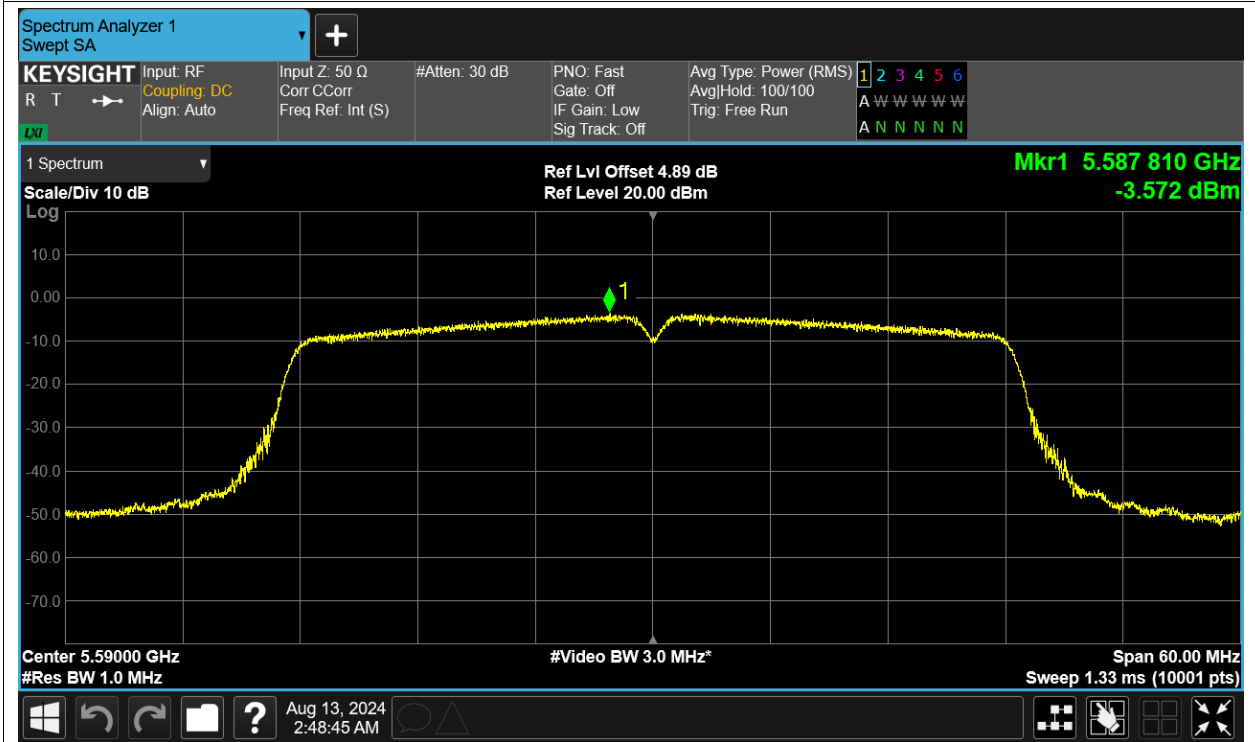 Spectrum Analyzer 1
Swept SA
KEYSIGHT
R T
LXI
Input: RF
Coupling: DC
Align: Auto
Input Z: 50 Ω
Corr CCorr
Freq Ref: Int (S)
#Atten: 30 dB
PNO: Fast
Gate: Off
IF Gain: Low
Sig Track: Off
Avg Type: Power (RMS)
Avg|Hold: 100/100
Trig: Free Run
1 2 3 4 5 6
A W W W W W
A N N N N N
1 Spectrum
Scale/Div 10 dB
Log
Ref Lvl Offset 4.89 dB
Ref Level 20.00 dBm
Mkr1 5.587 810 GHz
-3.572 dBm
10.0
0.00
-10.0
-20.0
-30.0
-40.0
-50.0
-60.0
-70.0
1
Center 5.59000 GHz
#Res BW 1.0 MHz
#Video BW 3.0 MHz*
Span 60.00 MHz
Sweep 1.33 ms (10001 pts)
?
Aug 13, 2024
2:48:45 AM